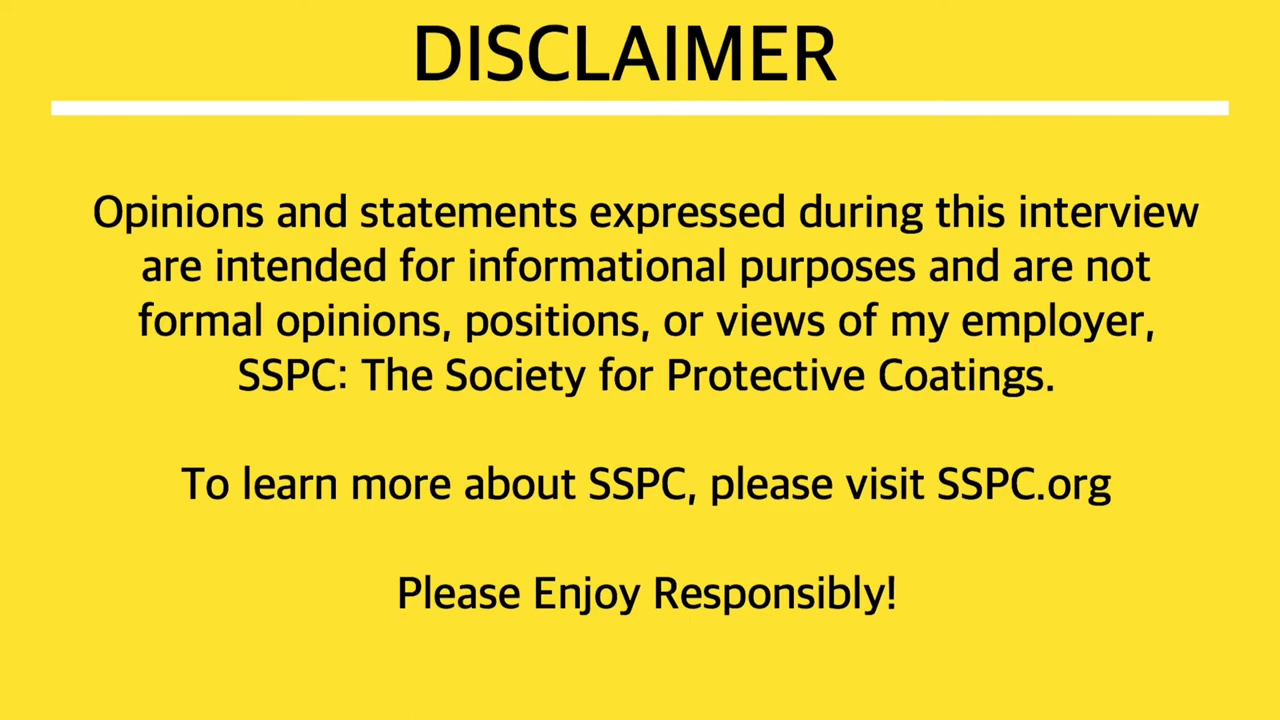 DISCLAIMER
Opinions and statements expressed during this interview
are intended for informational purposes and are not
formal opinions, positions, or views of my employer,
SSPC: The Society for Protective Coatings.
To learn more about SSPC, please visit SSPC.org
Please Enjoy Responsibly!